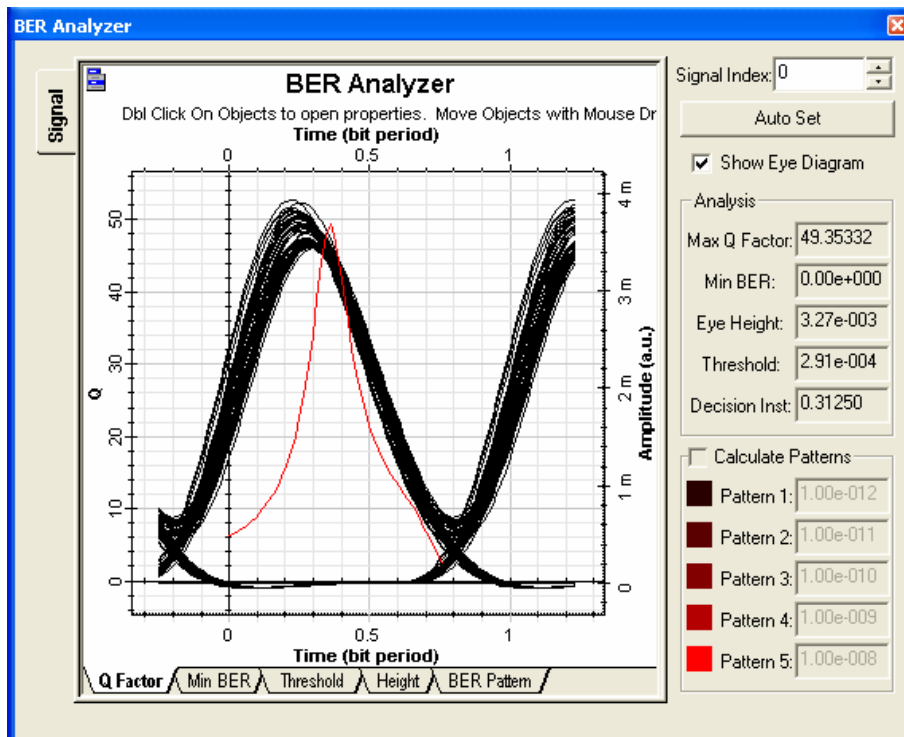 BER Analyzer
Signal
BER Analyzer
Dbl Click On Objects to open properties. Move Objects with Mouse Dr
Time (bit period)
0 0.5 1
Q
50
40
30
20
10
0
4 m
3 m
2 m
1 m
0
Amplitude (a.u.)
0 0.5 1
Time (bit period)
Q Factor Min BER Threshold Height BER Pattern
Signal Index: 0
Auto Set
Show Eye Diagram
Analysis
Max Q Factor: 49.35332
Min BER: 0.00e+000
Eye Height: 3.27e-003
Threshold: 2.91e-004
Decision Inst: 0.31250
Calculate Patterns
Pattern 1: 1.00e-012
Pattern 2: 1.00e-011
Pattern 3: 1.00e-010
Pattern 4: 1.00e-009
Pattern 5: 1.00e-008